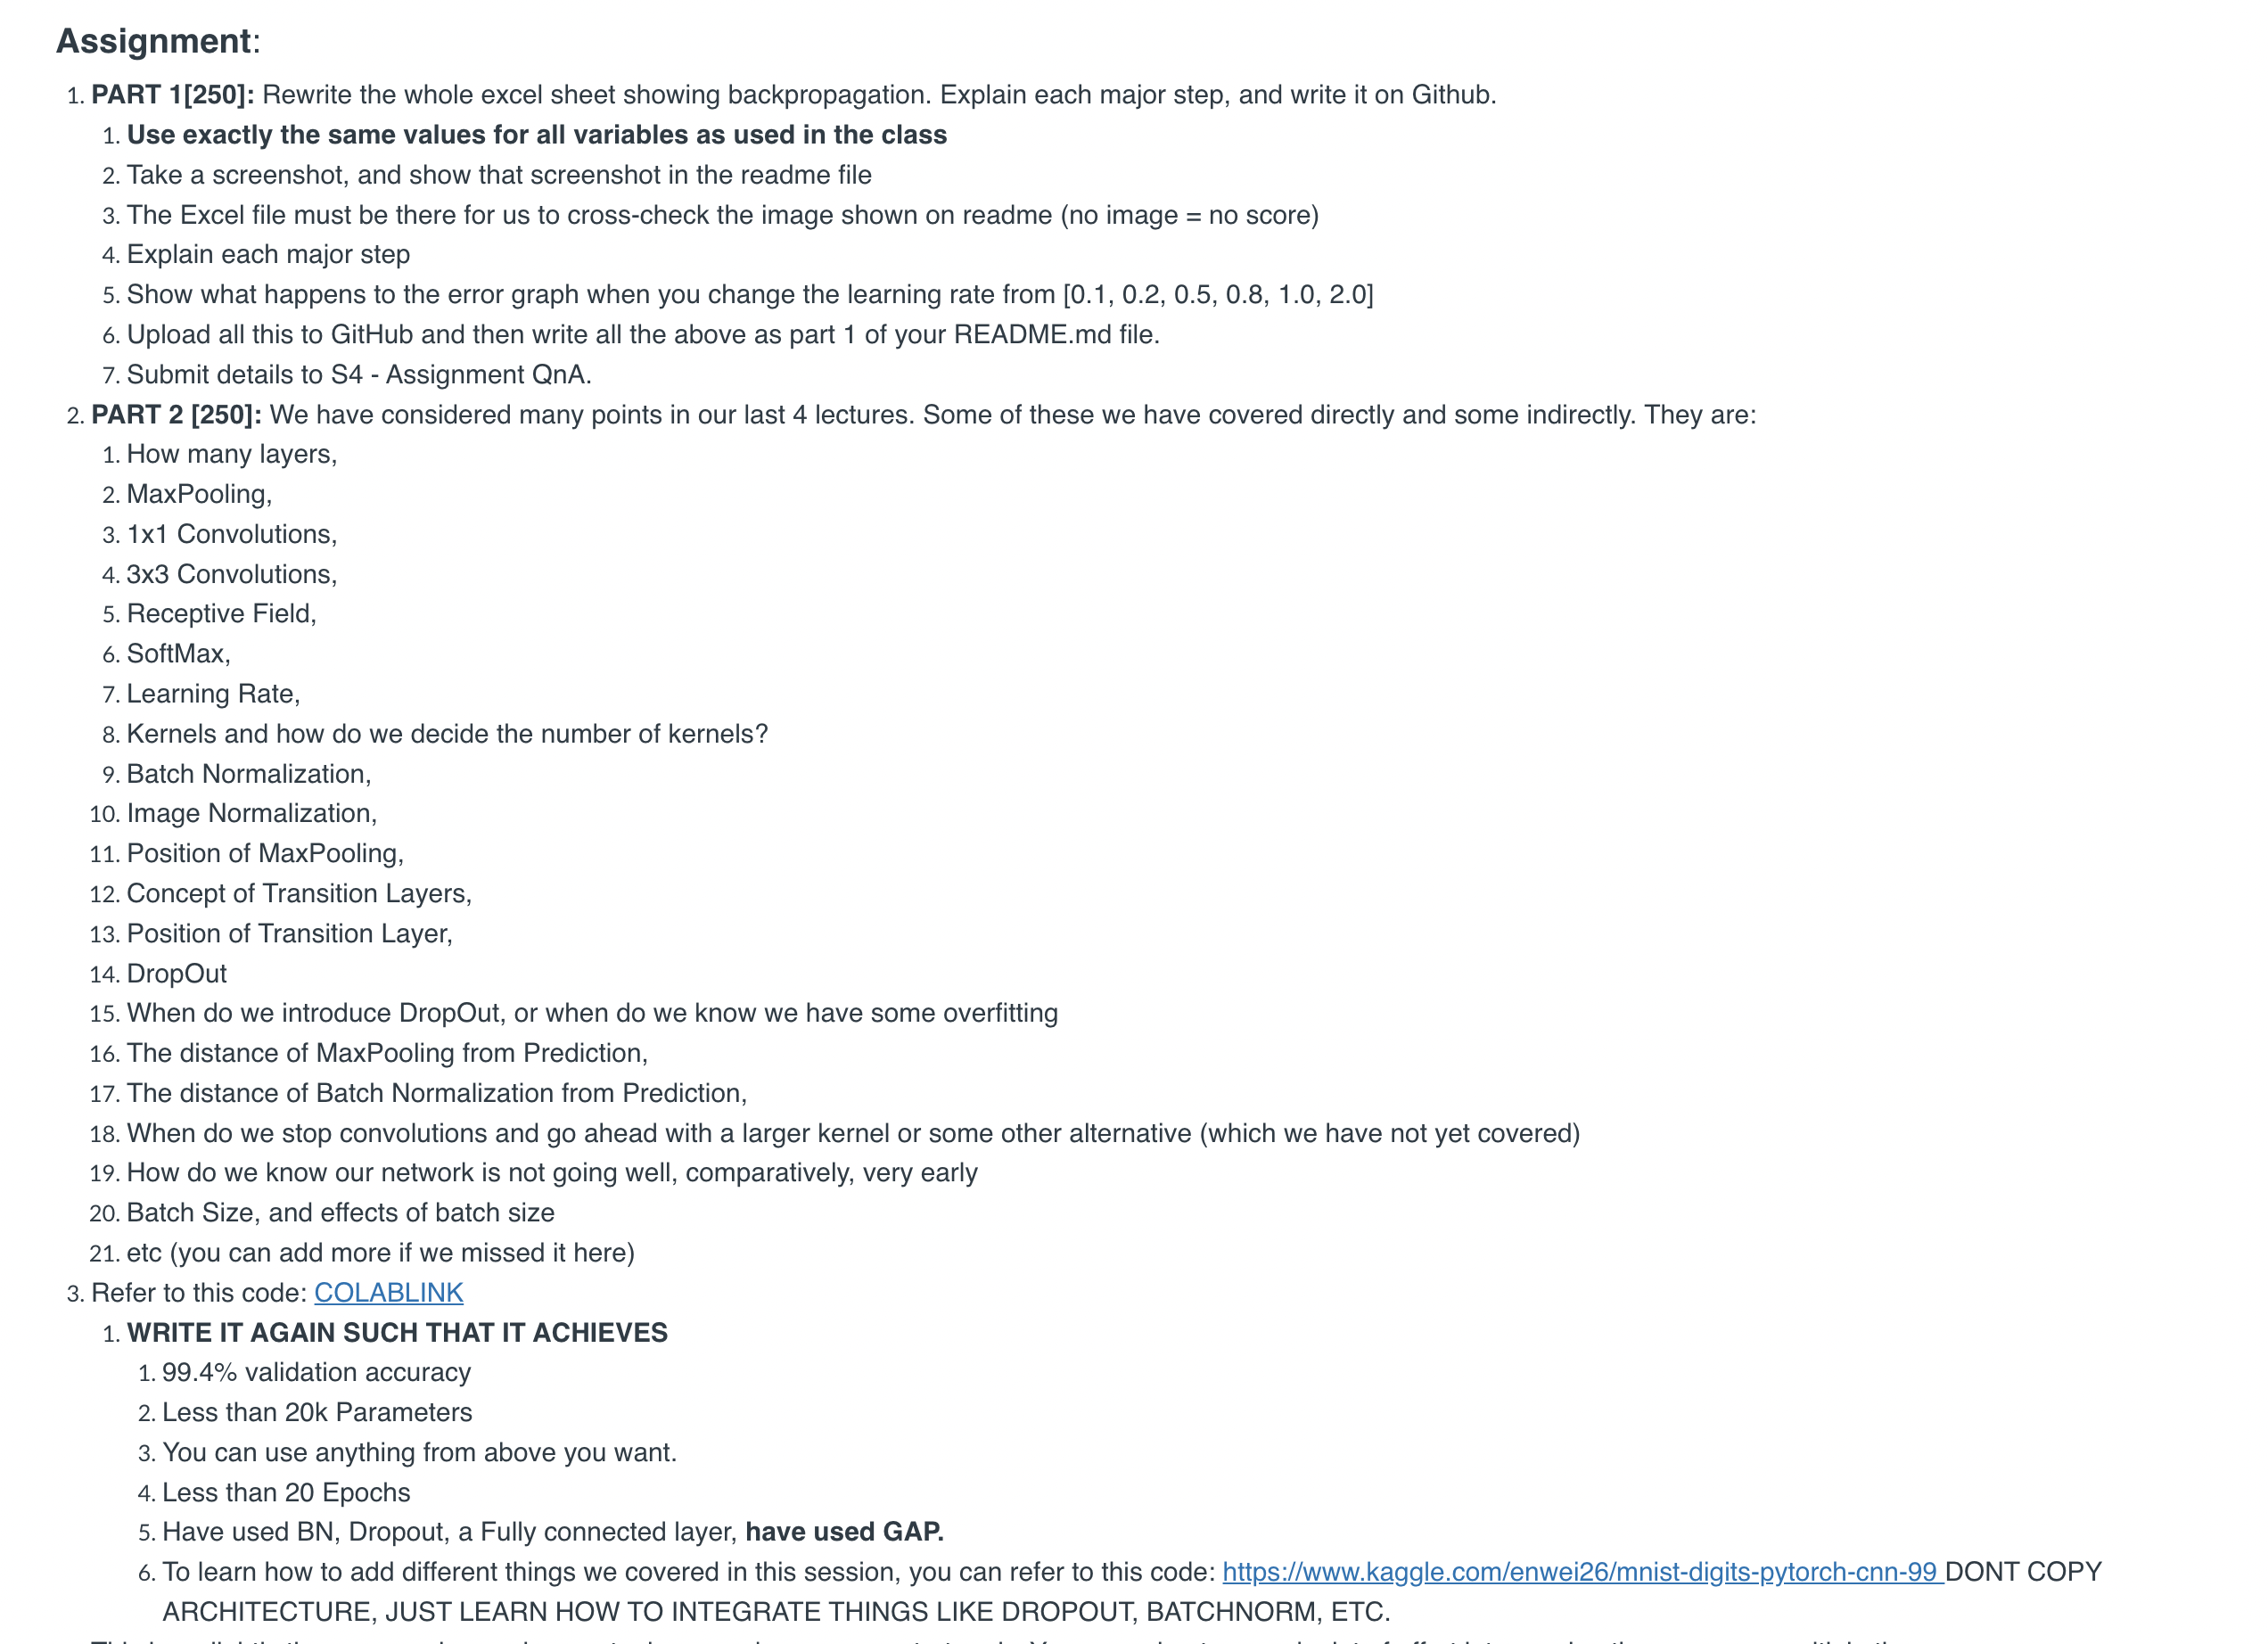 Assignment:
1. PART 1[250]: Rewrite the whole excel sheet showing backpropagation. Explain each major step, and write it on Github.
1. Use exactly the same values for all variables as used in the class
2. Take a screenshot, and show that screenshot in the readme file
3. The Excel file must be there for us to cross-check the image shown on readme (no image = no score)
4. Explain each major step
5. Show what happens to the error graph when you change the learning rate from [0.1, 0.2, 0.5, 0.8, 1.0, 2.0]
6. Upload all this to GitHub and then write all the above as part 1 of your README.md file.
7. Submit details to S4 - Assignment QnA.
2. PART 2 [250]: We have considered many points in our last 4 lectures. Some of these we have covered directly and some indirectly. They are:
1. How many layers,
2. MaxPooling,
3. 1x1 Convolutions,
4. 3x3 Convolutions,
5. Receptive Field,
6. SoftMax,
7. Learning Rate,
8. Kernels and how do we decide the number of kernels?
9. Batch Normalization,
10. Image Normalization,
11. Position of MaxPooling,
12. Concept of Transition Layers,
13. Position of Transition Layer,
14. DropOut
15. When do we introduce DropOut, or when do we know we have some overfitting
16. The distance of MaxPooling from Prediction,
17. The distance of Batch Normalization from Prediction,
18. When do we stop convolutions and go ahead with a larger kernel or some other alternative (which we have not yet covered)
19. How do we know our network is not going well, comparatively, very early
20. Batch Size, and effects of batch size
21. etc (you can add more if we missed it here)
3. Refer to this code: COLABLINK
1. WRITE IT AGAIN SUCH THAT IT ACHIEVES
1. 99.4% validation accuracy
2. Less than 20k Parameters
3. You can use anything from above you want.
4. Less than 20 Epochs
5. Have used BN, Dropout, a Fully connected layer, have used GAP.
6. To learn how to add different things we covered in this session, you can refer to this code: https://www.kaggle.com/enwei26/mnist-digits-pytorch-cnn-99 DONT COPY
ARCHITECTURE, JUST LEARN HOW TO INTEGRATE THINGS LIKE DROPOUT, BATCHNORM, ETC.